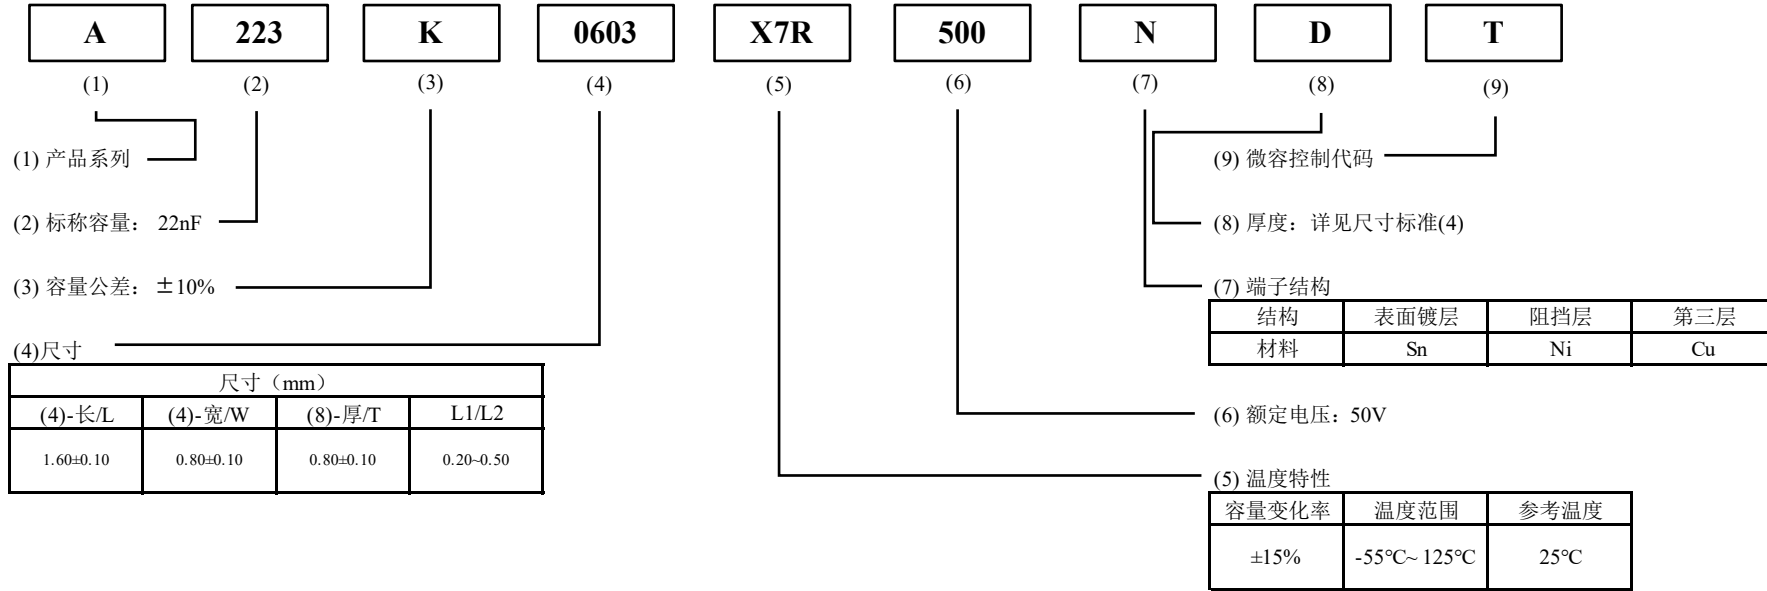 A 223 K 0603 X7R 500 N D T
(1) (2) (3) (4) (5) (6) (7) (8) (9)
(1) 产品系列
(9) 微容控制代码
(2) 标称容量： 22nF
(8) 厚度：详见尺寸标准(4)
(3) 容量公差： ±10%
(7) 端子结构
结构 表面镀层 阻挡层 第三层
材料 Sn Ni Cu
(4)尺寸
尺寸（mm）
(4)-长/L (4)-宽/W (8)-厚/T L1/L2
1.60±0.10 0.80±0.10 0.80±0.10 0.20~0.50
(6) 额定电压：50V
(5) 温度特性
容量变化率 温度范围 参考温度
±15% -55℃~ 125℃ 25℃